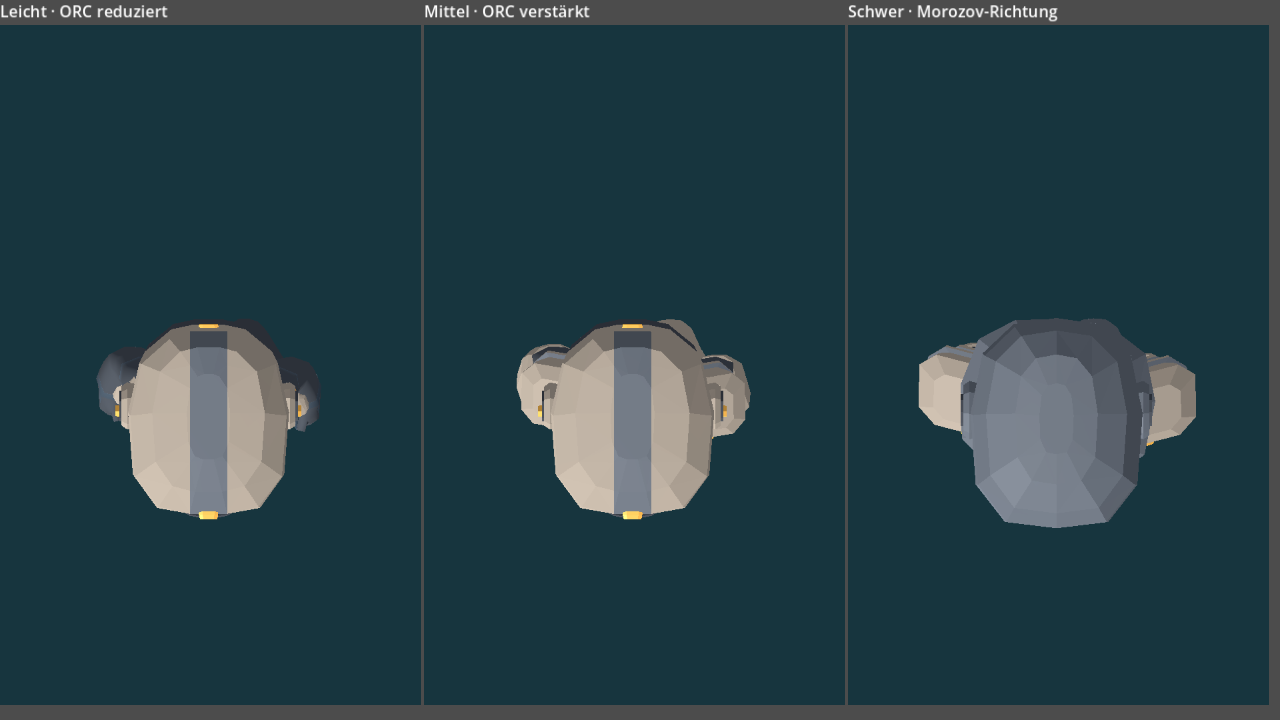 Leicht · ORC reduziert
Mittel · ORC verstärkt
Schwer · Morozov-Richtung